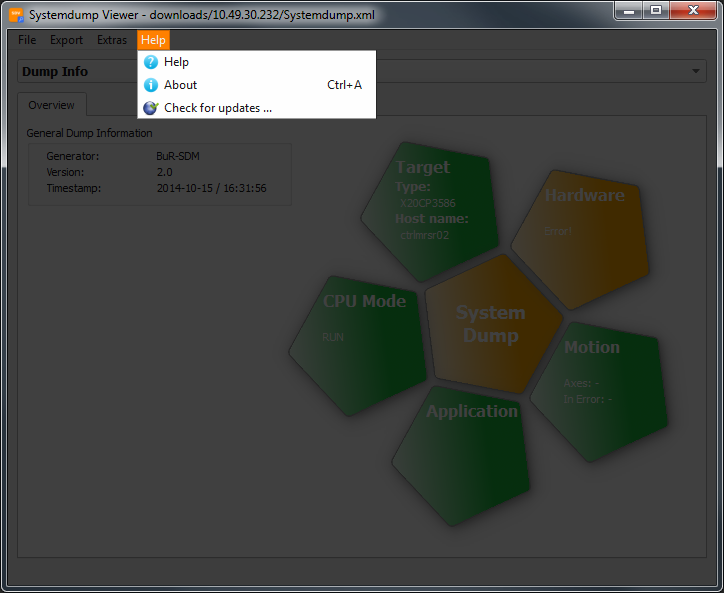 Systemdump Viewer - downloads/10.49.30.232/Systemdump.xml
File Export Extras Help
Help
About Ctrl+A
Check for updates ...
Dump Info
Overview
General Dump Information
Generator: BuR-SDM
Version: 2.0
Timestamp: 2014-10-15 / 16:31:56
Target
Type:
X20CP3586
Host name:
ctrlmrsr02
Hardware
Error!
CPU Mode
RUN
System
Dump
Motion
Axes: -
In Error: -
Application